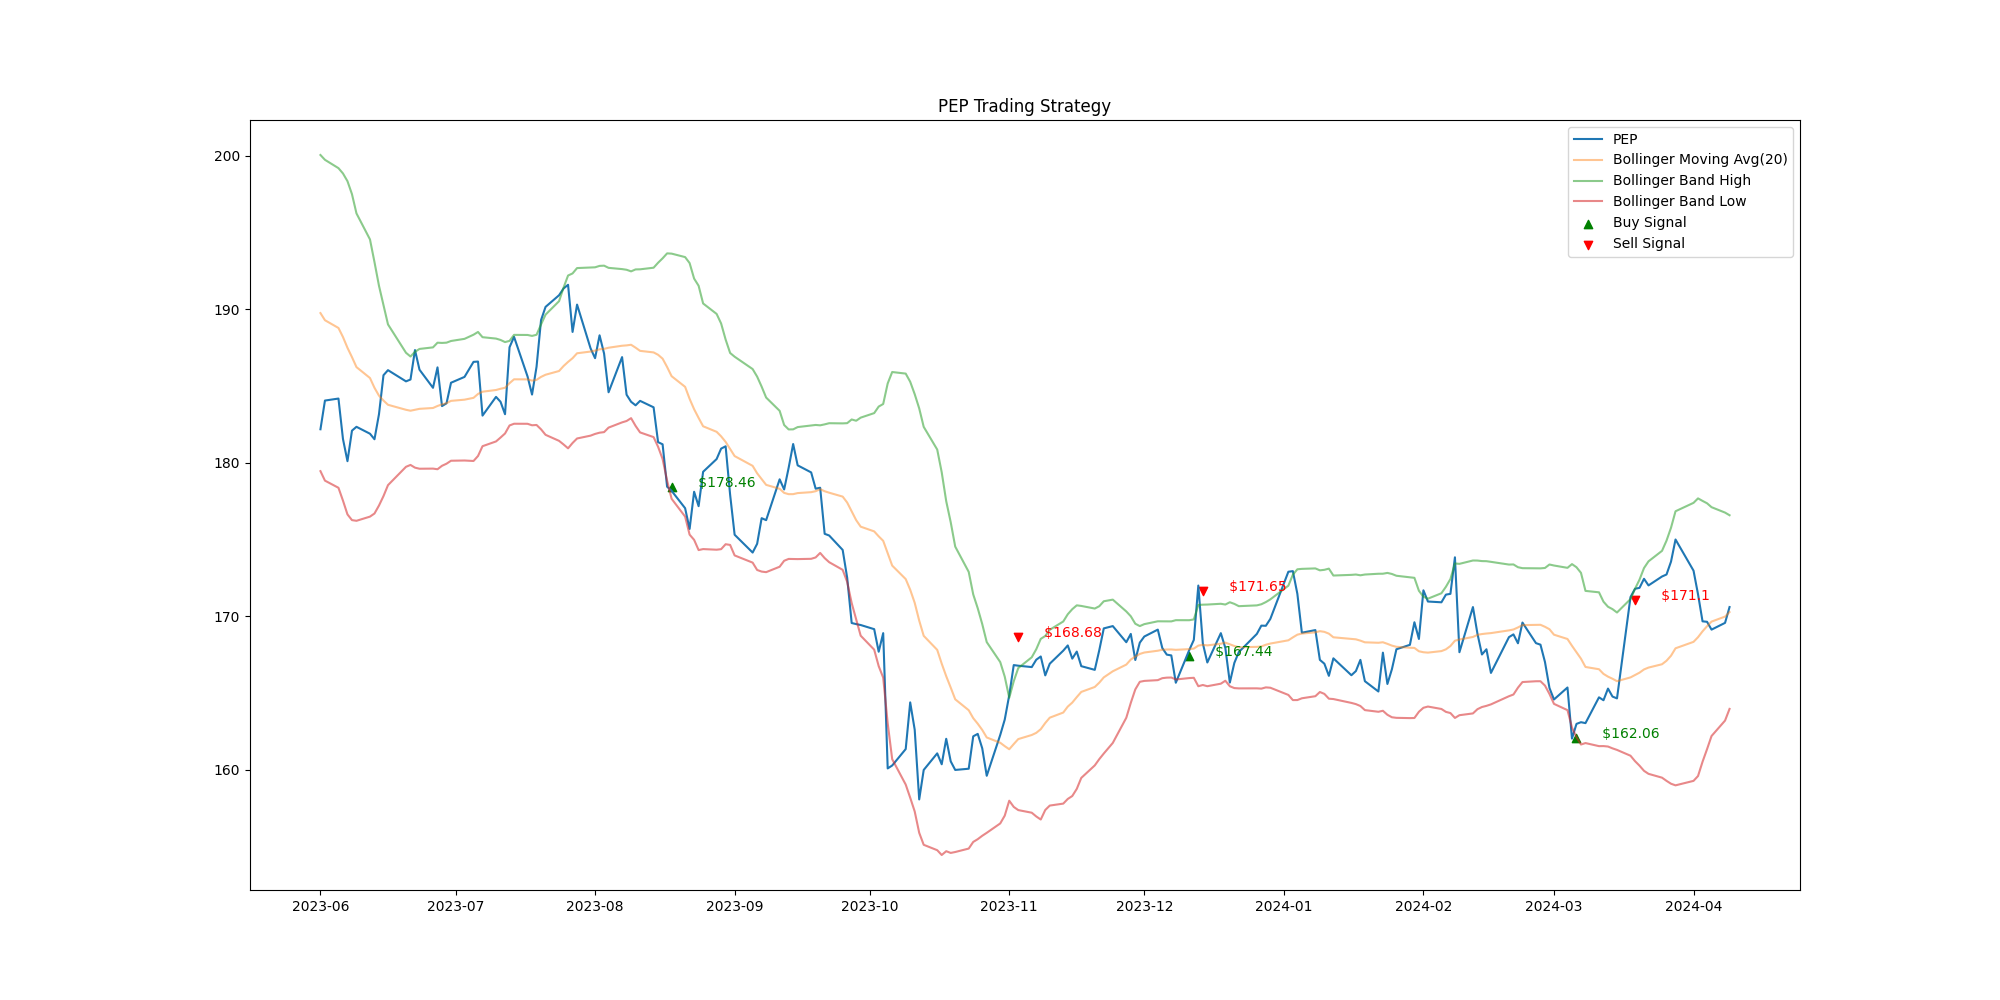 PEP Trading Strategy
PEP
Bollinger Moving Avg(20)
Bollinger Band High
Bollinger Band Low
Buy Signal
Sell Signal
200
190
180
170
160
$178.46
$168.68
$167.44
$171.65
$162.06
$171.1
2023-06 2023-07 2023-08 2023-09 2023-10 2023-11 2023-12 2024-01 2024-02 2024-03 2024-04